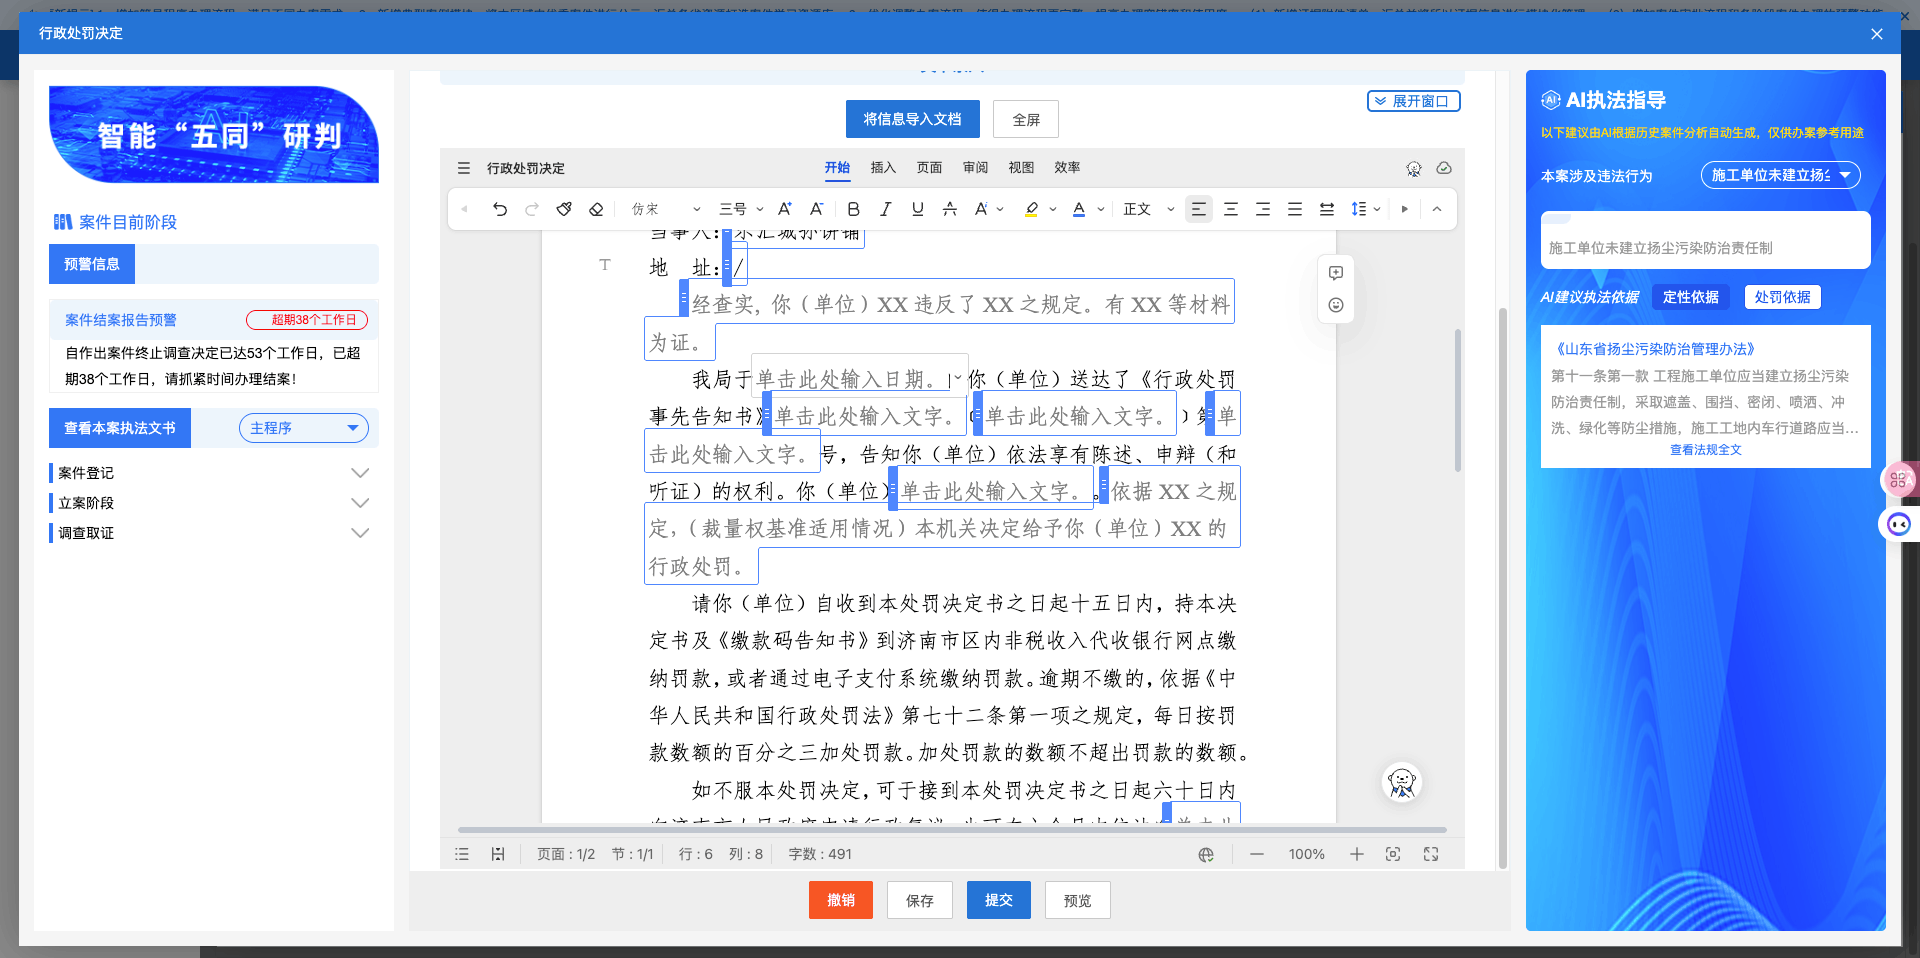 行政处罚决定
智能“五同”研判
案件目前阶段
预警信息
案件结案报告预警
超期38个工作日
自作出案件终止调查决定已达53个工作日，已超
期38个工作日，请抓紧时间办理结案！
查看本案执法文书
主程序
案件登记
立案阶段
调查取证
展开窗口
将信息导入文档
全屏
行政处罚决定
开始
插入
页面
审阅
视图
效率
仿宋
三号
正文
地 址：/
经查实，你（单位）XX 违反了 XX 之规定。有 XX 等材料
为证。
我局于单击此处输入日期。你（单位）送达了《行政处罚
事先告知书》单击此处输入文字。（单击此处输入文字。）第单
击此处输入文字。号，告知你（单位）依法享有陈述、申辩（和
听证）的权利。你（单位）单击此处输入文字。。依据 XX 之规
定，（裁量权基准适用情况）本机关决定给予你（单位）XX 的
行政处罚。
请你（单位）自收到本处罚决定书之日起十五日内，持本决
定书及《缴款码告知书》到济南市区内非税收入代收银行网点缴
纳罚款，或者通过电子支付系统缴纳罚款。逾期不缴的，依据《中
华人民共和国行政处罚法》第七十二条第一项之规定，每日按罚
款数额的百分之三加处罚款。加处罚款的数额不超出罚款的数额。
如不服本处罚决定，可于接到本处罚决定书之日起六十日内
页面：1/2
节：1/1
行：6
列：8
字数：491
100%
撤销
保存
提交
预览
AI执法指导
以下建议由AI根据历史案件分析自动生成，仅供办案参考用途
本案涉及违法行为
施工单位未建立扬
施工单位未建立扬尘污染防治责任制
AI建议执法依据
定性依据
处罚依据
《山东省扬尘污染防治管理办法》
第十一条第一款 工程施工单位应当建立扬尘污染
防治责任制，采取遮盖、围挡、密闭、喷洒、冲
洗、绿化等防尘措施，施工工地内车行道路应当...
查看法规全文